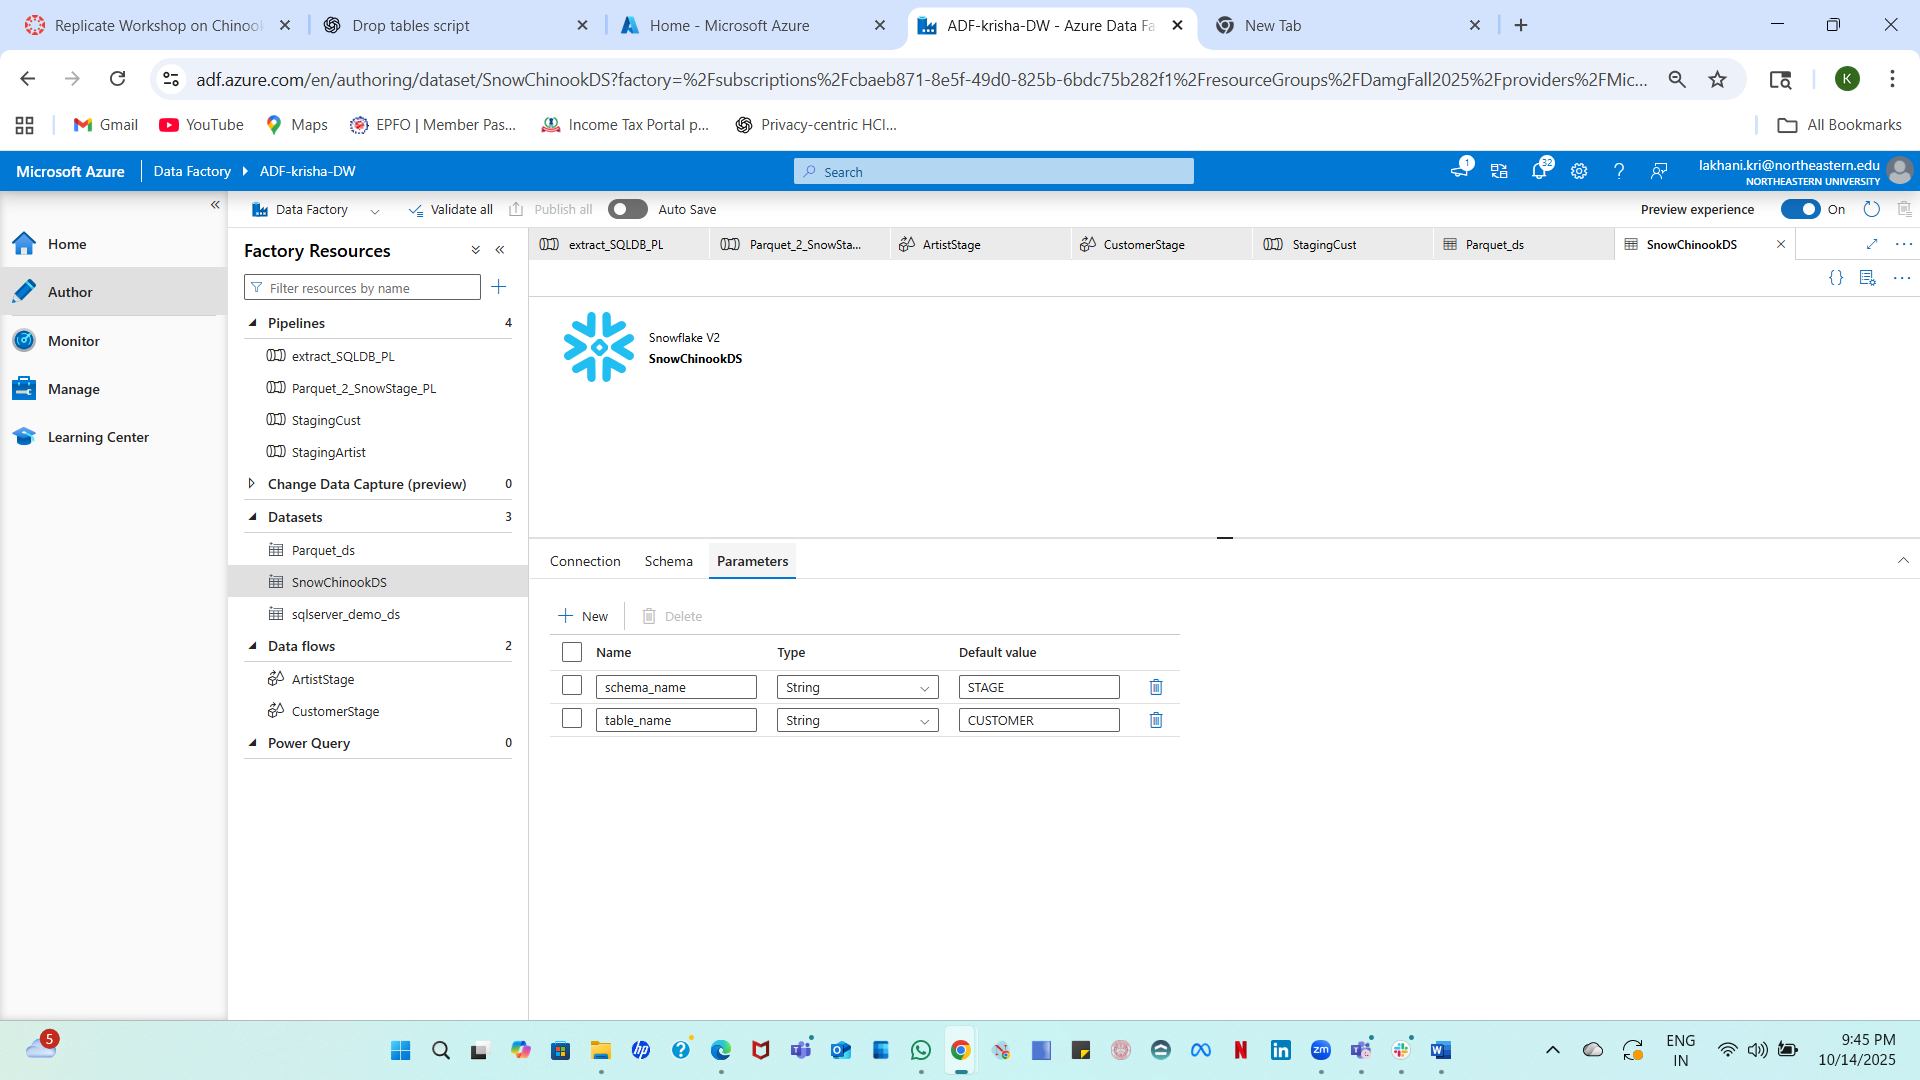 Replicate Workshop on Chinook
Drop tables script
Home - Microsoft Azure
ADF-krisha-DW - Azure Data Fa
New Tab
adf.azure.com/en/authoring/dataset/SnowChinookDS?factory=%2Fsubscriptions%2Fcbaeb871-8e5f-49d0-825b-6bdc75b282f1%2FresourceGroups%2FDamgFall2025%2Fproviders%2FMic...
K
Gmail
YouTube
Maps
EPFO | Member Pas...
Income Tax Portal p...
Privacy-centric HCI...
All Bookmarks
Microsoft Azure
Data Factory
ADF-krisha-DW
Search
1
32
lakhani.kri@northeastern.edu
NORTHEASTERN UNIVERSITY
Data Factory
Validate all
Publish all
Auto Save
Preview experience
On
Home
Author
Monitor
Manage
Learning Center
Factory Resources
Filter resources by name
Pipelines 4
extract_SQLDB_PL
Parquet_2_SnowStage_PL
StagingCust
StagingArtist
Change Data Capture (preview) 0
Datasets 3
Parquet_ds
SnowChinookDS
sqlserver_demo_ds
Data flows 2
ArtistStage
CustomerStage
Power Query 0
extract_SQLDB_PL
Parquet_2_SnowSta...
ArtistStage
CustomerStage
StagingCust
Parquet_ds
SnowChinookDS
{}
Snowflake V2
SnowChinookDS
Connection
Schema
Parameters
New
Delete
Name Type Default value
schema_name String STAGE
table_name String CUSTOMER
5
hp
zm
ENG
IN
9:45 PM
10/14/2025